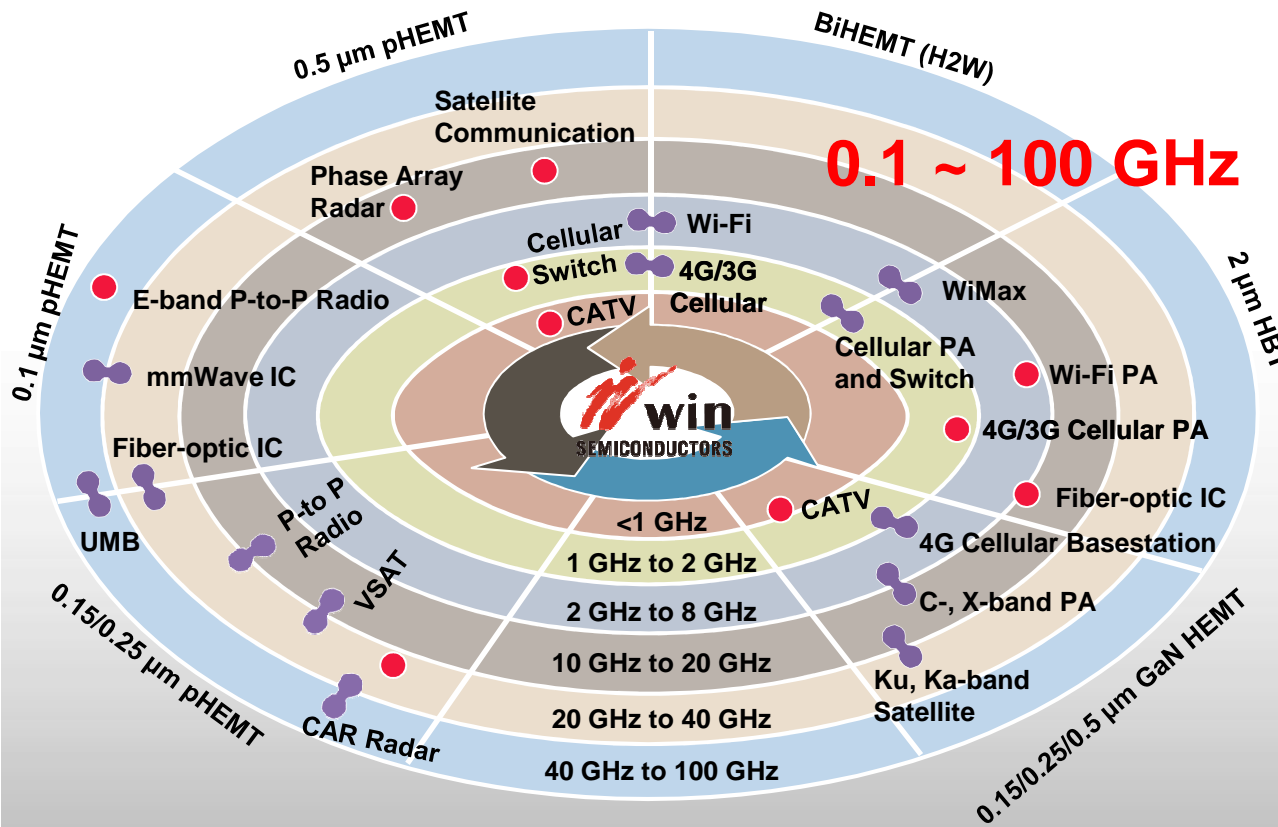 0.5 µm pHEMT
BiHEMT (H2W)
Satellite
Communication
0.1 ~ 100 GHz
Phase Array
Radar
Cellular
Switch
Wi-Fi
4G/3G
Cellular
CATV
WiMax
0.1 µm pHEMT
E-band P-to-P Radio
mmWave IC
Fiber-optic IC
UMB
2 µm HBT
Cellular PA
and Switch
Wi-Fi PA
4G/3G Cellular PA
Fiber-optic IC
win
SEMICONDUCTORS
CATV
4G Cellular Basestation
C-, X-band PA
Ku, Ka-band
Satellite
P-to P
Radio
VSAT
CAR Radar
<1 GHz
1 GHz to 2 GHz
2 GHz to 8 GHz
10 GHz to 20 GHz
20 GHz to 40 GHz
40 GHz to 100 GHz
0.15/0.25 µm pHEMT
0.15/0.25/0.5 µm GaN HEMT